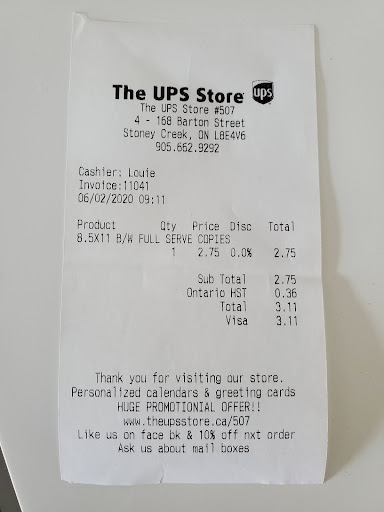 The UPS Store ups
The UPS Store #507
4 - 168 Barton Street
Stoney Creek, ON L8E4V6
905.662.9292
Cashier: Louie
Invoice:11041
06/02/2020 09:11
Product Qty Price Disc Total
8.5X11 B/W FULL SERVE COPIES
1 2.75 0.0% 2.75
Sub Total 2.75
Ontario HST 0.36
Total 3.11
Visa 3.11
Thank you for visiting our store.
Personalized calendars & greeting cards
HUGE PROMOTIONIAL OFFER!!
www.theupsstore.ca/507
Like us on face bk & 10% off nxt order
Ask us about mail boxes